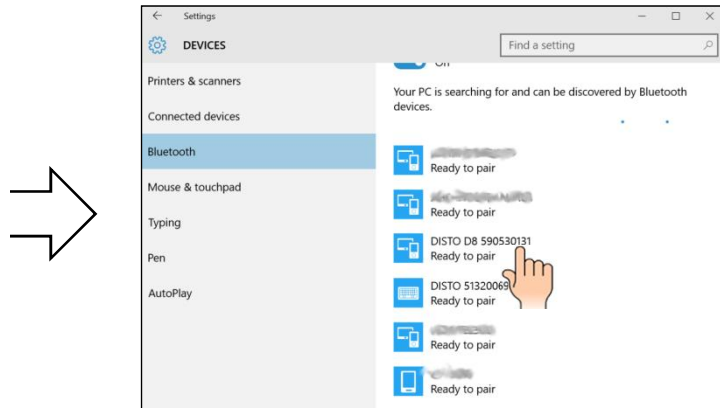 Settings
DEVICES
Find a setting
Printers & scanners
Connected devices
Bluetooth
Mouse & touchpad
Typing
Pen
AutoPlay
On
Your PC is searching for and can be discovered by Bluetooth
devices.
Ready to pair
Ready to pair
DISTO D8 590530131
Ready to pair
DISTO 51320069
Ready to pair
Ready to pair
Ready to pair